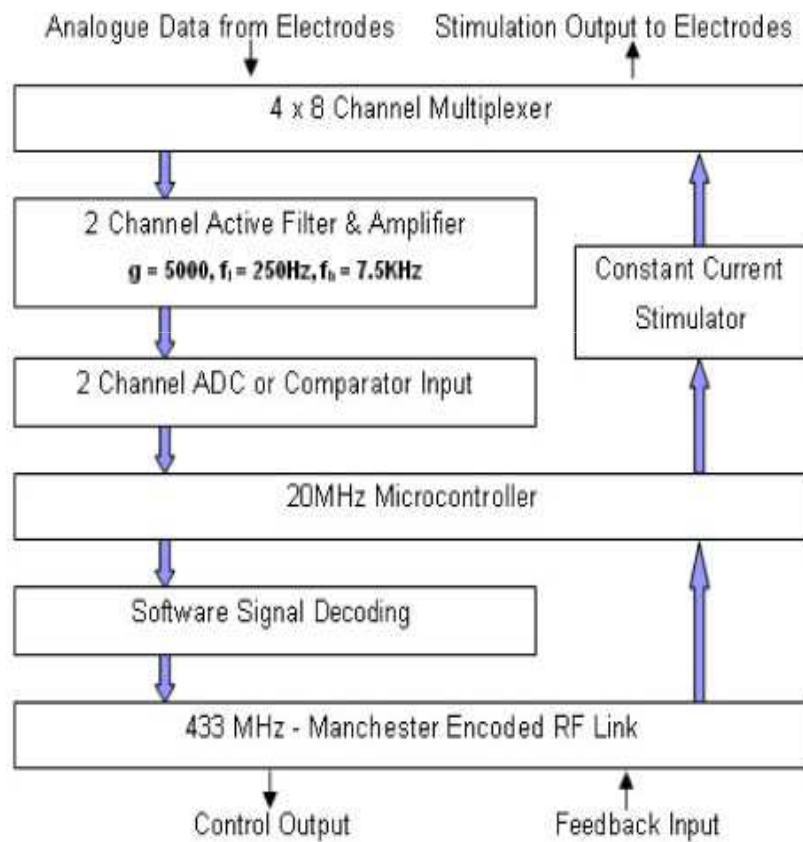 Analogue Data from Electrodes
Stimulation Output to Electrodes
4 x 8 Channel Multiplexer
2 Channel Active Filter & Amplifier
g = 5000, fl = 250Hz, fh = 7.5KHz
Constant Current
Stimulator
2 Channel ADC or Comparator Input
20MHz Microcontroller
Software Signal Decoding
433 MHz - Manchester Encoded RF Link
Control Output
Feedback Input